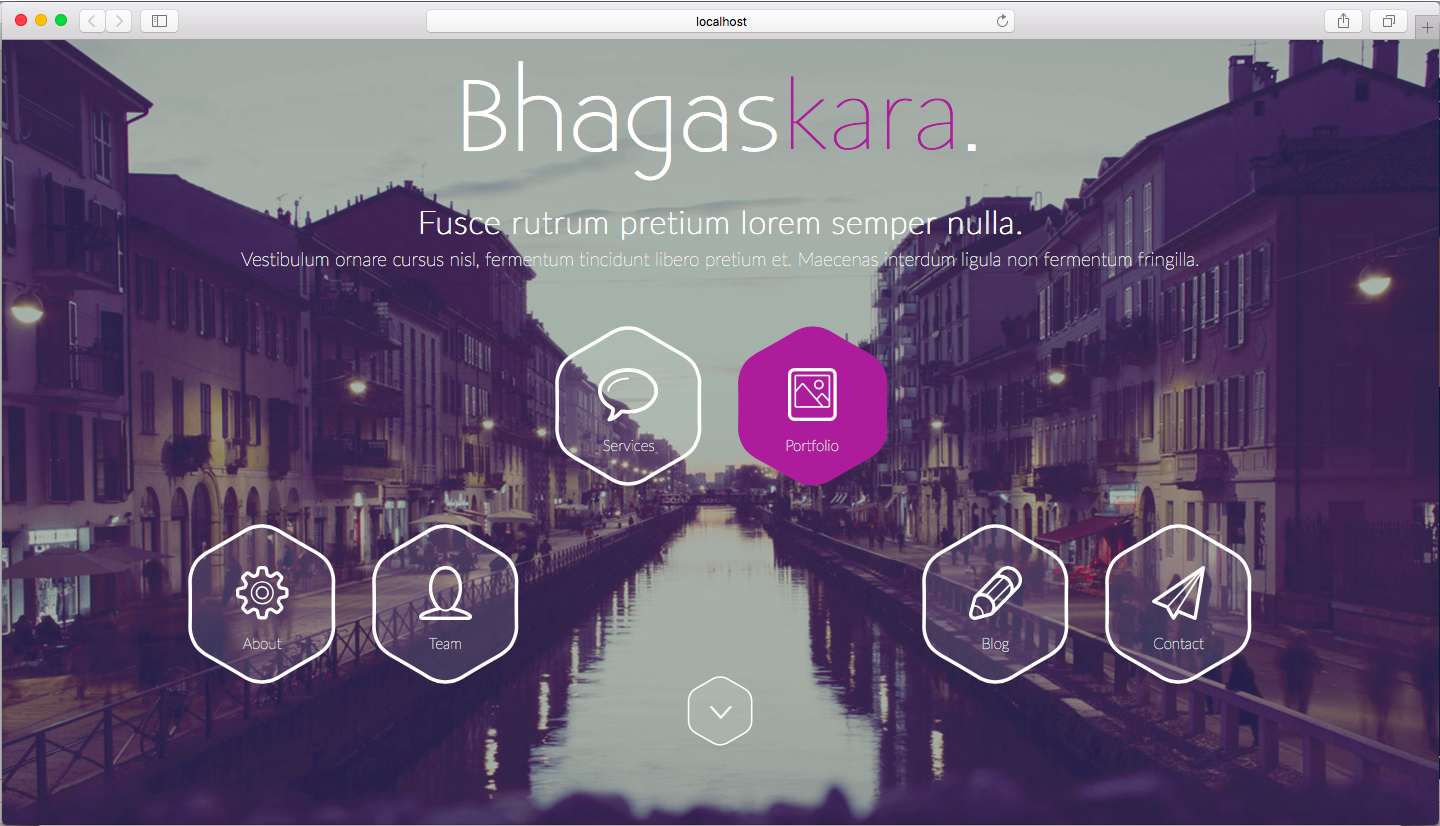 localhost
Bhagaskara.
Fusce rutrum pretium lorem semper nulla.
Vestibulum ornare cursus nisl, fermentum tincidunt libero pretium et. Maecenas interdum ligula non fermentum fringilla.
Services
Portfolio
About
Team
Blog
Contact